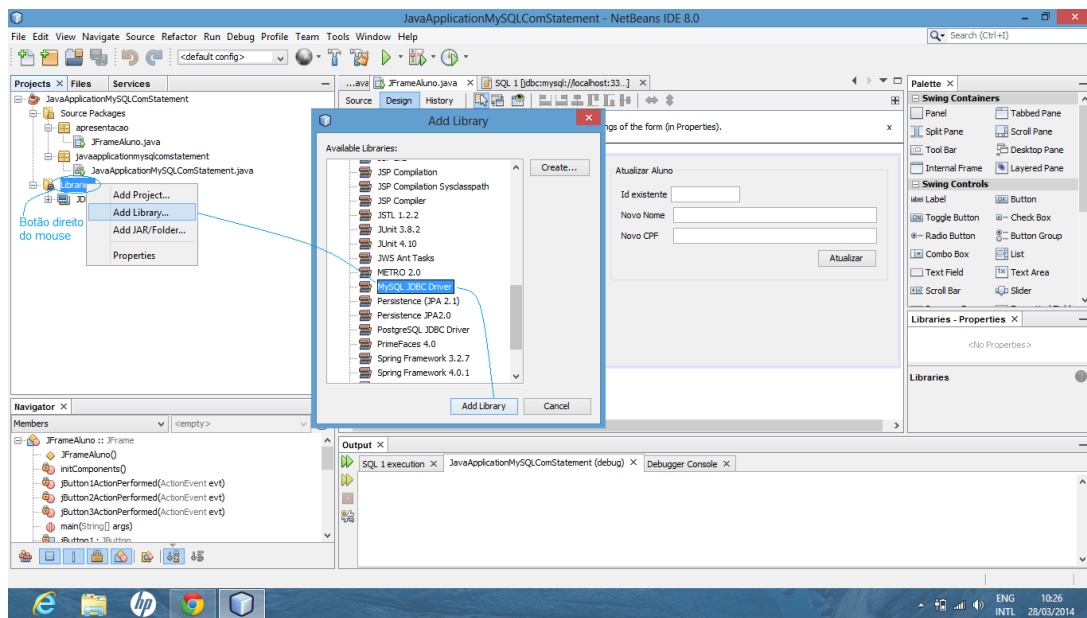 JavaApplicationMySQLComStatement - NetBeans IDE 8.0
File Edit View Navigate Source Refactor Run Debug Profile Team Tools Window Help
Search (Ctrl+I)
<default config>
Projects Files Services
JavaApplicationMySQLComStatement
Source Packages
apresentacao
JFrameAluno.java
javaapplicationmysqlcomstatement
JavaApplicationMySQLComStatement.java
Botão direito
do mouse
Add Project...
Add Library...
Add JAR/Folder...
Properties
...ava JFrameAluno.java SQL 1 [jdbc:mysql://localhost:33...]
Source Design History
ngs of the form (in Properties). x
Add Library
Available Libraries:
JSP Compilation
JSP Compilation Sysclasspath
JSP Compiler
JSTL 1.2.2
JUnit 3.8.2
JUnit 4.10
JWS Ant Tasks
METRO 2.0
MySQL JDBC Driver
Persistence (JPA 2.1)
Persistence JPA2.0
PostgreSQL JDBC Driver
PrimeFaces 4.0
Spring Framework 3.2.7
Spring Framework 4.0.1
Create...
Add Library Cancel
Atualizar Aluno
Id existente
Novo Nome
Novo CPF
Atualizar
Palette
Swing Containers
Panel Tabbed Pane
Split Pane Scroll Pane
Tool Bar Desktop Pane
Internal Frame Layered Pane
Swing Controls
label Label OK Button
ON Toggle Button Check Box
Radio Button Button Group
Combo Box List
Text Field Text Area
Scroll Bar Slider
Libraries - Properties
<No Properties>
Libraries
Navigator
Members <empty>
JFrameAluno :: JFrame
JFrameAluno()
initComponents()
jButton1ActionPerformed(ActionEvent evt)
jButton2ActionPerformed(ActionEvent evt)
jButton3ActionPerformed(ActionEvent evt)
main(String[] args)
jButton1 : JButton
Output
SQL 1 execution JavaApplicationMySQLComStatement (debug) Debugger Console
hp
ENG 10:26
INTL 28/03/2014